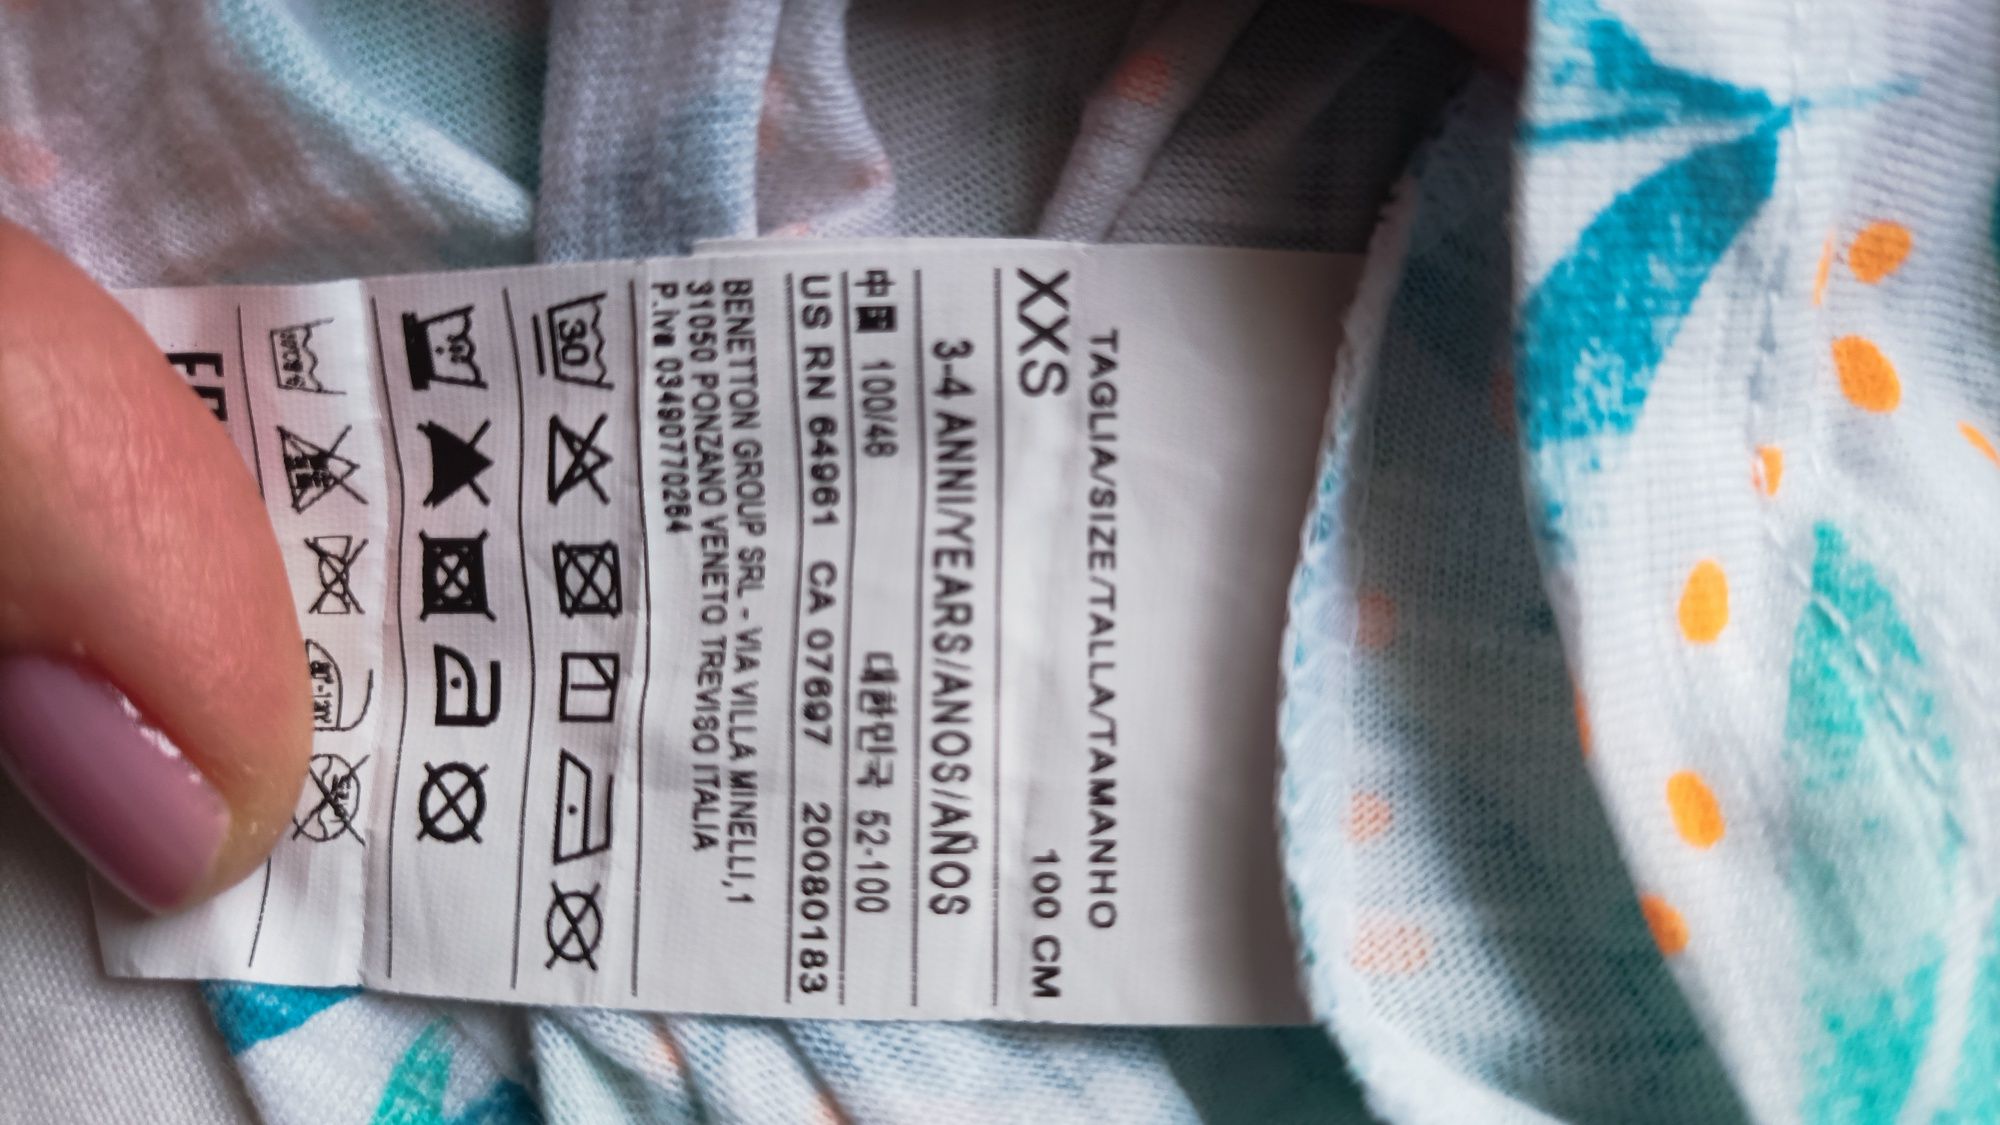 TAGLIA/SIZE/TALLA/TAMANHO
XXS 100 CM
3-4 ANNI/YEARS/ANOS/AÑOS
中国 100/48 대한민국 52-100
US RN 64961 CA 07697 20080183
BENETTON GROUP SRL - VIA VILLA MINELLI,1
31050 PONZANO VENETO TREVISO ITALIA
P.iva 03490770264
30